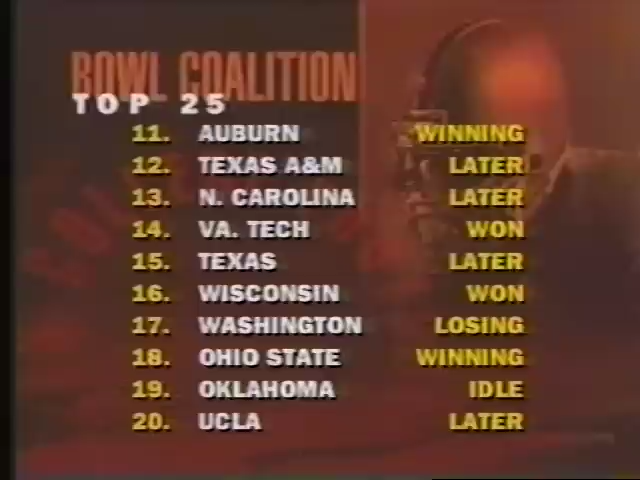 BOWL COALITION
TOP 25
11. AUBURN WINNING
12. TEXAS A&M LATER
13. N. CAROLINA LATER
14. VA. TECH WON
15. TEXAS LATER
16. WISCONSIN WON
17. WASHINGTON LOSING
18. OHIO STATE WINNING
19. OKLAHOMA IDLE
20. UCLA LATER